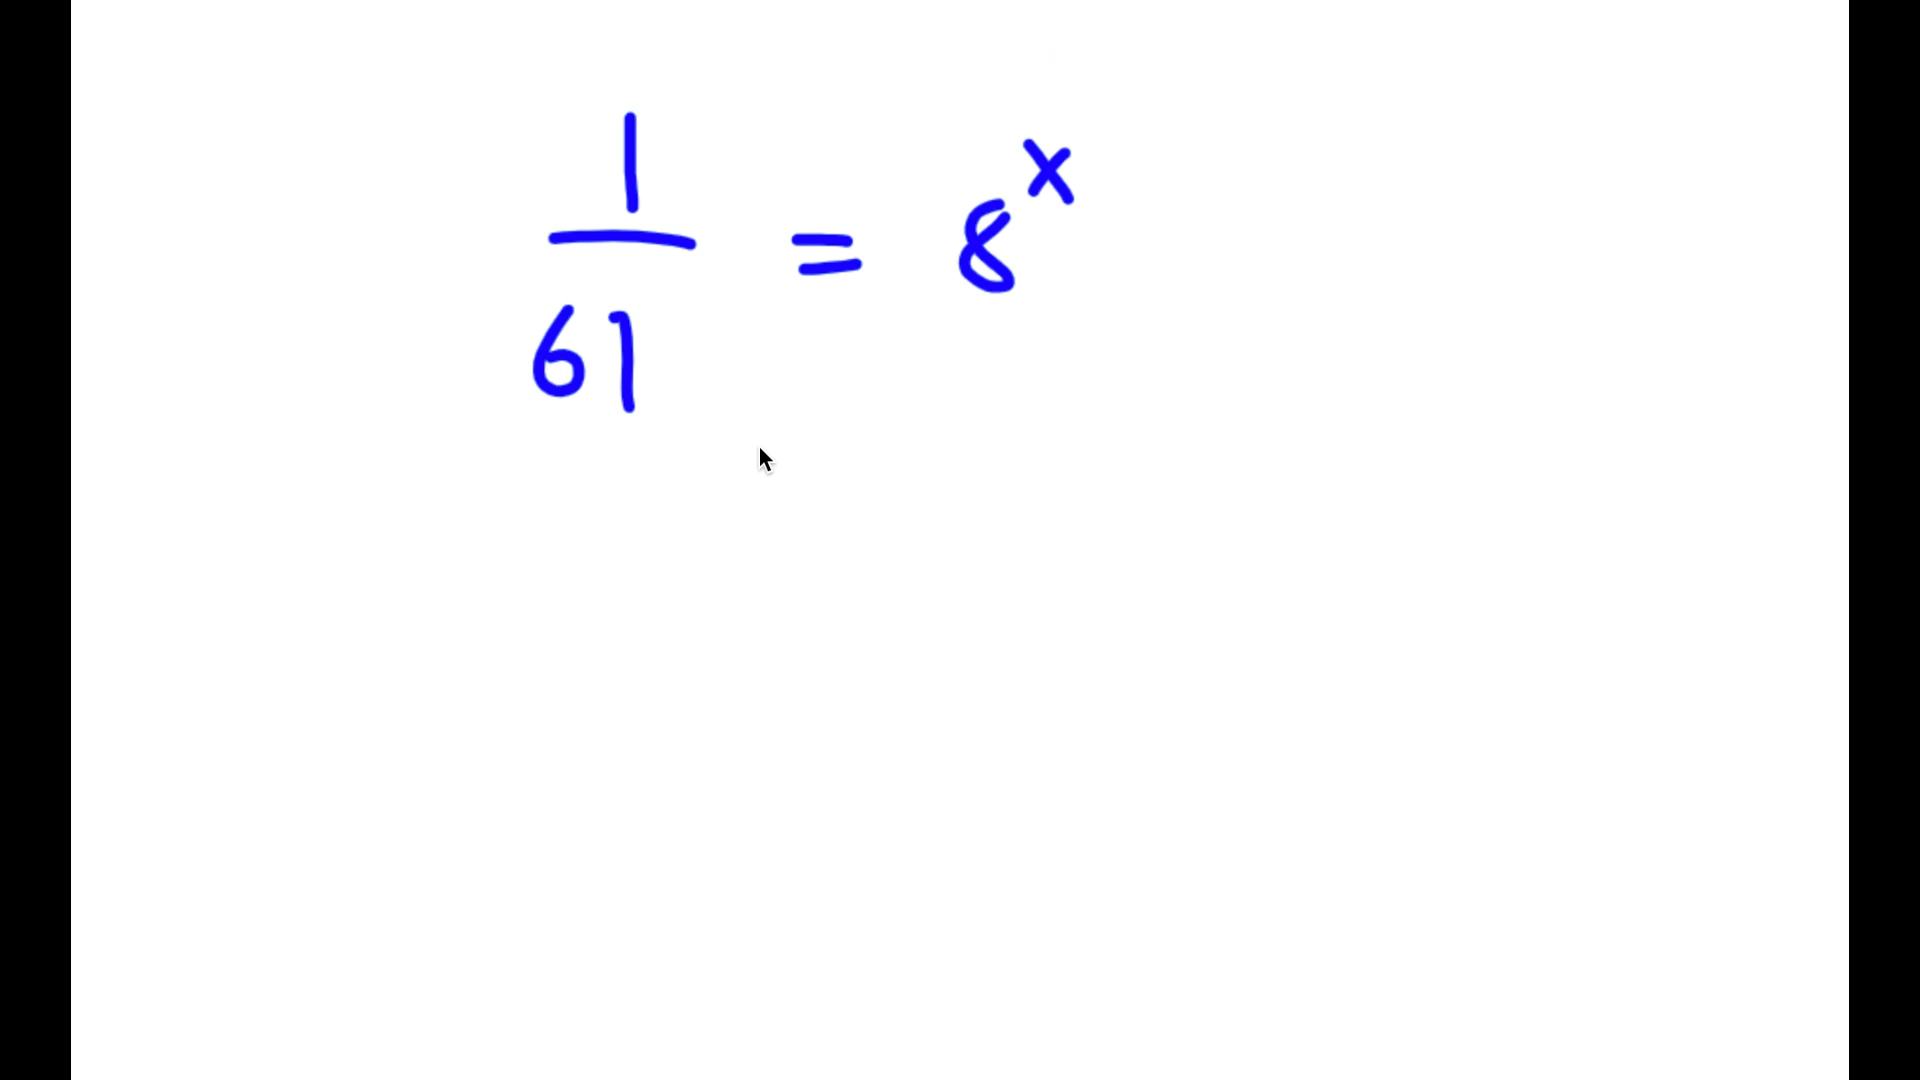 1/61 = 8^x